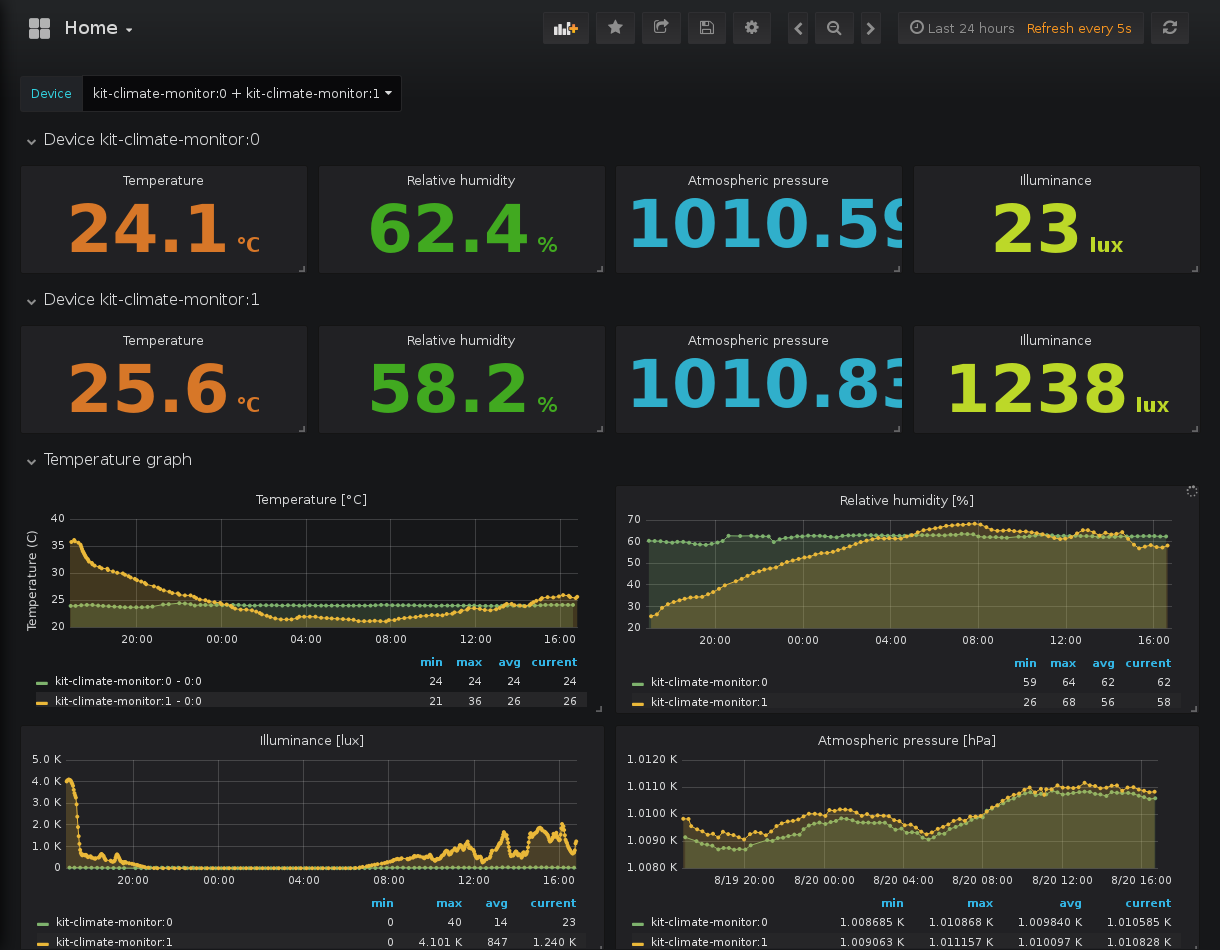 Home
Last 24 hours Refresh every 5s
Device kit-climate-monitor:0 + kit-climate-monitor:1
Device kit-climate-monitor:0
Temperature
24.1 °C
Relative humidity
62.4 %
Atmospheric pressure
1010.59
Illuminance
23 lux
Device kit-climate-monitor:1
Temperature
25.6 °C
Relative humidity
58.2 %
Atmospheric pressure
1010.83
Illuminance
1238 lux
Temperature graph
Temperature [°C]
Temperature (C)
40
35
30
25
20
20:00 00:00 04:00 08:00 12:00 16:00
min max avg current
kit-climate-monitor:0 - 0:0 24 24 24 24
kit-climate-monitor:1 - 0:0 21 36 26 26
Relative humidity [%]
70
60
50
40
30
20
20:00 00:00 04:00 08:00 12:00 16:00
min max avg current
kit-climate-monitor:0 59 64 62 62
kit-climate-monitor:1 26 68 56 58
Illuminance [lux]
5.0 K
4.0 K
3.0 K
2.0 K
1.0 K
0
20:00 00:00 04:00 08:00 12:00 16:00
min max avg current
kit-climate-monitor:0 0 40 14 23
kit-climate-monitor:1 0 4.101 K 847 1.240 K
Atmospheric pressure [hPa]
1.0120 K
1.0110 K
1.0100 K
1.0090 K
1.0080 K
8/19 20:00 8/20 00:00 8/20 04:00 8/20 08:00 8/20 12:00 8/20 16:00
min max avg current
kit-climate-monitor:0 1.008685 K 1.010868 K 1.009840 K 1.010585 K
kit-climate-monitor:1 1.009063 K 1.011157 K 1.010097 K 1.010828 K